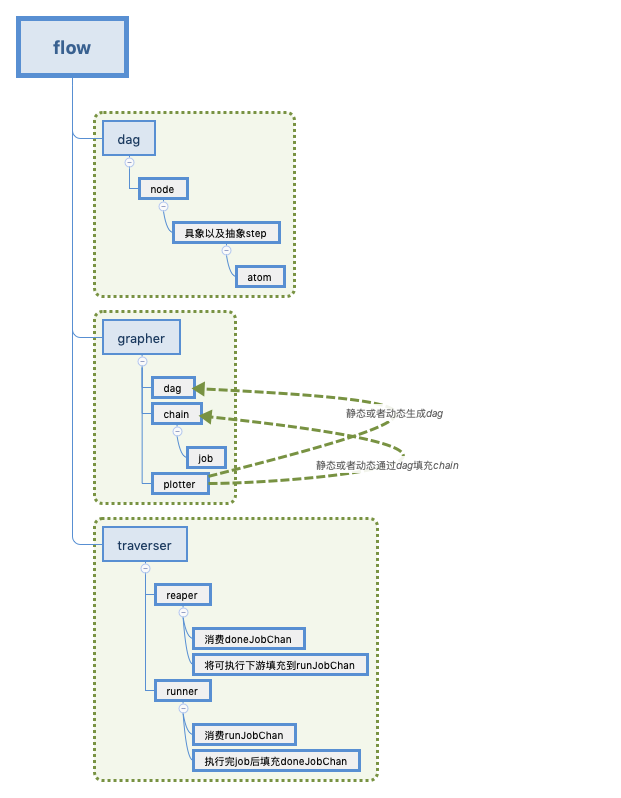 flow
dag
node
具象以及抽象step
atom
grapher
dag
chain
静态或者动态生成dag
job
静态或者动态通过dag填充chain
plotter
traverser
reaper
消费doneJobChan
将可执行下游填充到runJobChan
runner
消费runJobChan
执行完job后填充doneJobChan